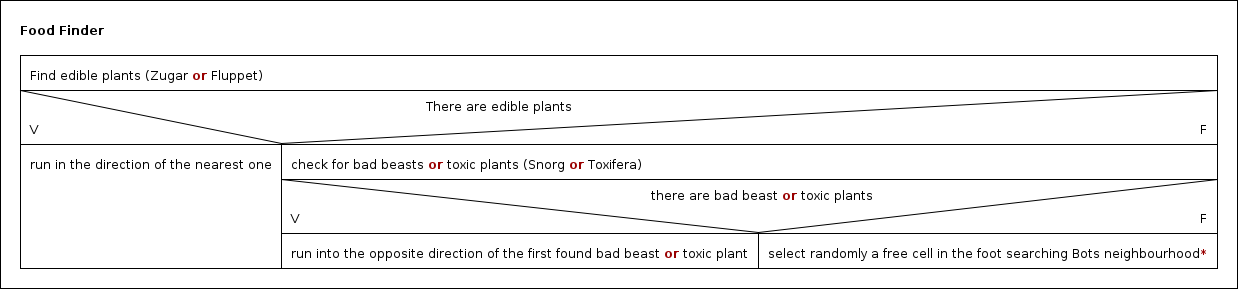 Food Finder
Find edible plants (Zugar or Fluppet)
There are edible plants
V
F
run in the direction of the nearest one
check for bad beasts or toxic plants (Snorg or Toxifera)
there are bad beast or toxic plants
V
F
run into the opposite direction of the first found bad beast or toxic plant
select randomly a free cell in the foot searching Bots neighbourhood*